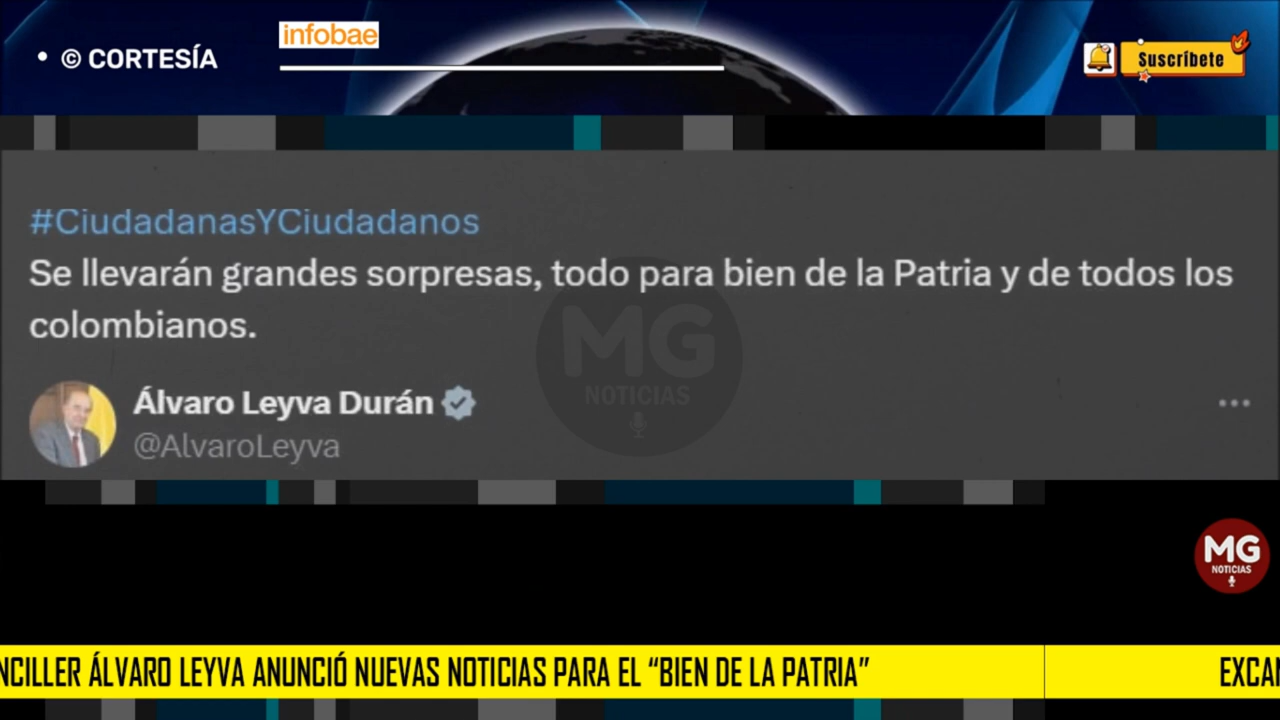 • © CORTESÍA
infobae
Suscríbete
#CiudadanasYCiudadanos
Se llevarán grandes sorpresas, todo para bien de la Patria y de todos los
colombianos.
MG
NOTICIAS
Álvaro Leyva Durán
@AlvaroLeyva
MG
NOTICIAS
NCILLER ÁLVARO LEYVA ANUNCIÓ NUEVAS NOTICIAS PARA EL “BIEN DE LA PATRIA” EXCAN